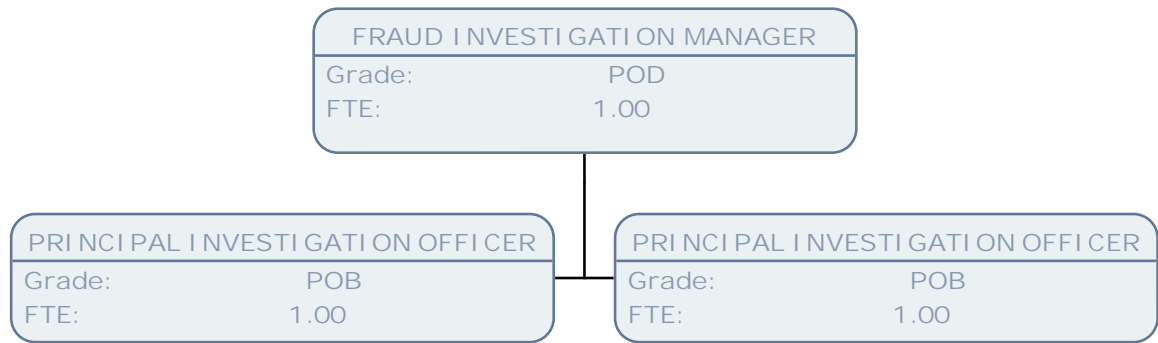 FRAUD INVESTIGATION MANAGER
Grade: POD
FTE: 1.00
PRINCIPAL INVESTIGATION OFFICER
Grade: POB
FTE: 1.00
PRINCIPAL INVESTIGATION OFFICER
Grade: POB
FTE: 1.00